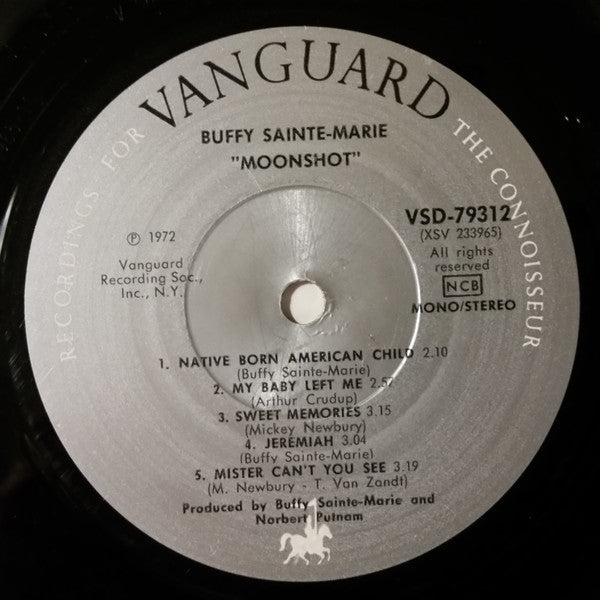 VANGUARD
RECORDINGS FOR THE CONNOISSEUR
BUFFY SAINTE-MARIE
"MOONSHOT"
VSD-79312
(XSV 233965)
All rights
reserved
NCB
MONO/STEREO
Ⓟ 1972
Vanguard
Recording Soc.,
Inc., N.Y.
1. NATIVE BORN AMERICAN CHILD 2.10
(Buffy Sainte-Marie)
2. MY BABY LEFT ME 2.57
(Arthur Crudup)
3. SWEET MEMORIES 3.15
(Mickey Newbury)
4. JEREMIAH 3.04
(Buffy Sainte-Marie)
5. MISTER CAN'T YOU SEE 3.19
(M. Newbury - T. Van Zandt)
Produced by Buffy Sainte-Marie and
Norbert Putnam